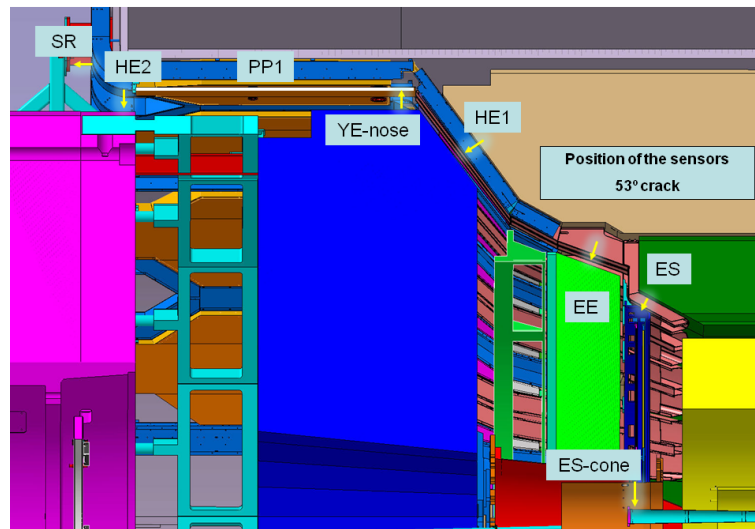 SR
HE2
PP1
YE-nose
HE1
Position of the sensors
53º crack
ES
EE
ES-cone